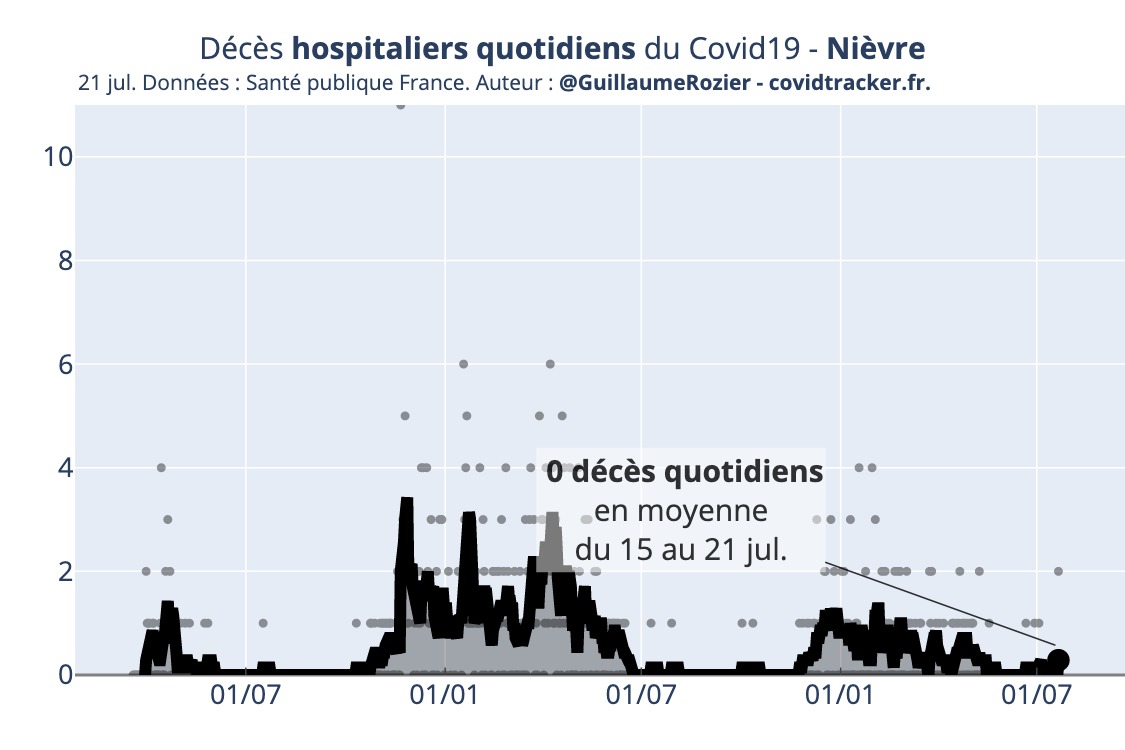 Décès hospitaliers quotidiens du Covid19 - Nièvre
21 jul. Données : Santé publique France. Auteur : @GuillaumeRozier - covidtracker.fr.
10
8
6
4
2
0
0 décès quotidiens
en moyenne
du 15 au 21 jul.
01/07 01/01 01/07 01/01 01/07